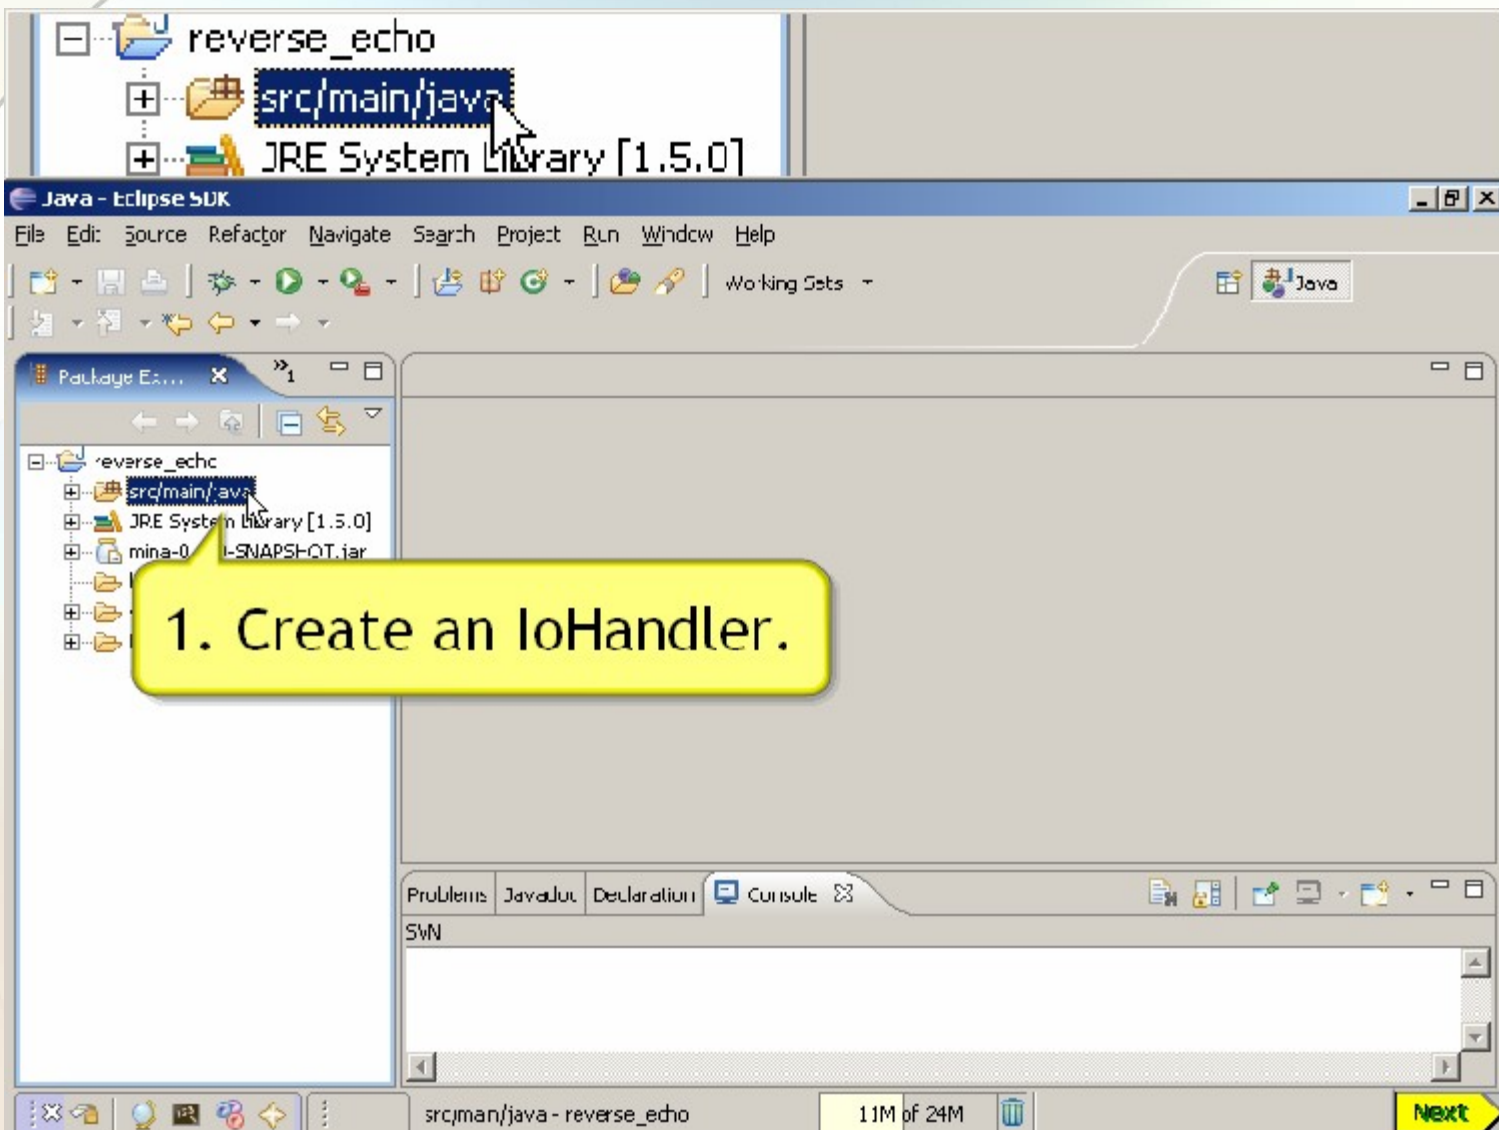 reverse_echo
src/main/java
JRE System Library [1.5.0]
Java - Eclipse SDK
File Edit Source Refactor Navigate Search Project Run Window Help
Working Sets
Java
Package Ex... 1
reverse_echo
src/main/java
JRE System Library [1.5.0]
-SNAPSHOT.jar
1. Create an IoHandler.
Problems Javadoc Declaration Console
SVN
src/main/java - reverse_echo
11M of 24M
Next